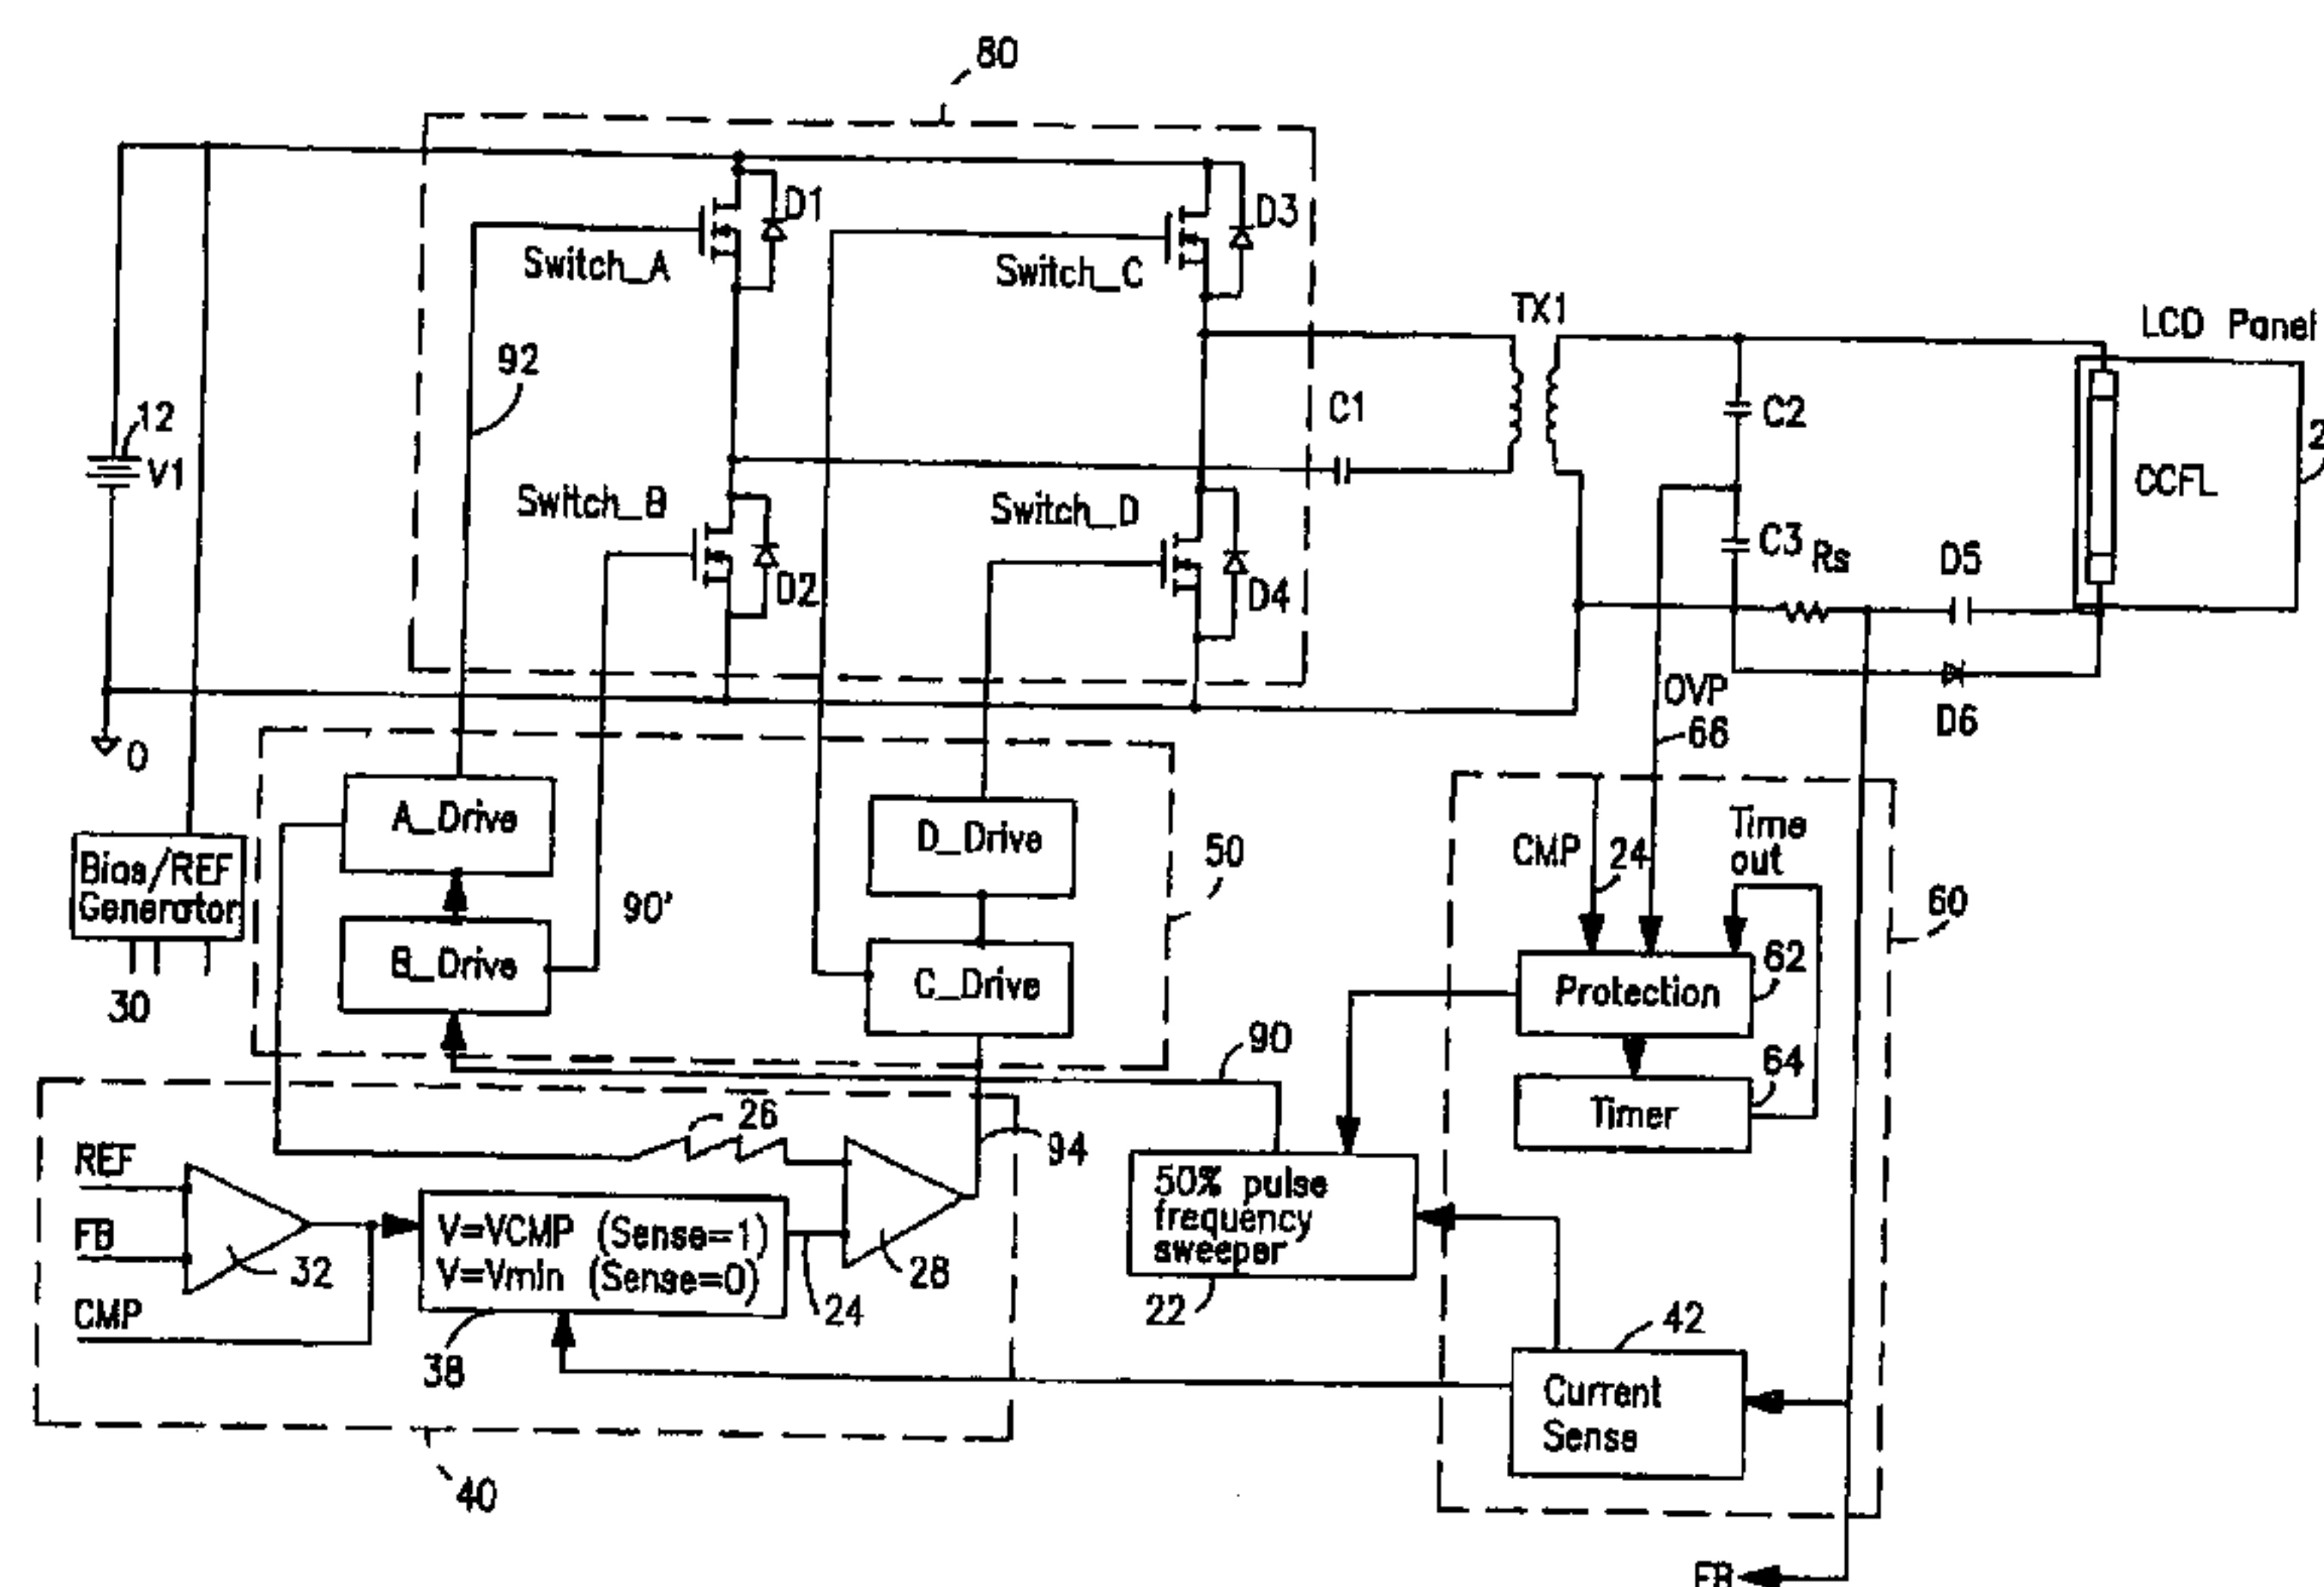 80
D1
D3
Switch_A
Switch_C
TX1
LCD Panel
92
12
V1
C1
C2
2
CCFL
Switch_B
Switch_D
C3
Rs
D5
D2
D4
OVP
66
D6
0
A_Drive
D_Drive
Time
out
CMP
24
50
60
Bias/REF
Generator
90'
B_Drive
C_Drive
62
Protection
30
90
64
Timer
26
94
REF
FB
32
V=VCMP (Sense=1)
V=Vmin (Sense=0)
28
50% pulse
frequency
sweeper
CMP
24
22
42
38
Current
Sense
40
FB